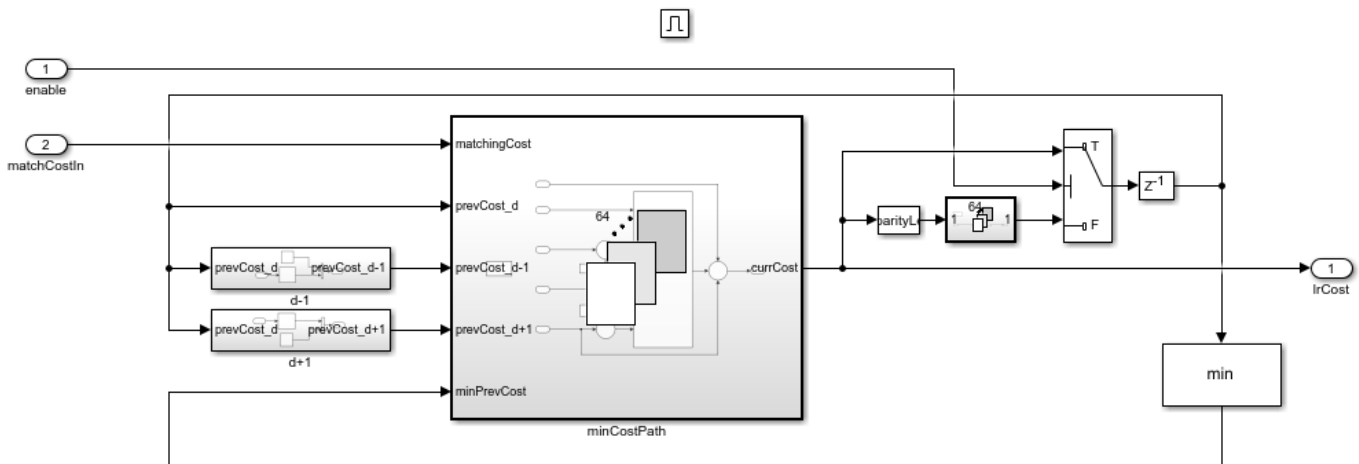 1
enable
2
matchCostIn
matchingCost
prevCost_d
prevCost_d-1
prevCost_d+1
minPrevCost
64
currCost
minCostPath
prevCost_d
prevCost_d-1
d-1
prevCost_d
prevCost_d+1
d+1
64
1
1
T
F
Z-1
1
lrCost
min